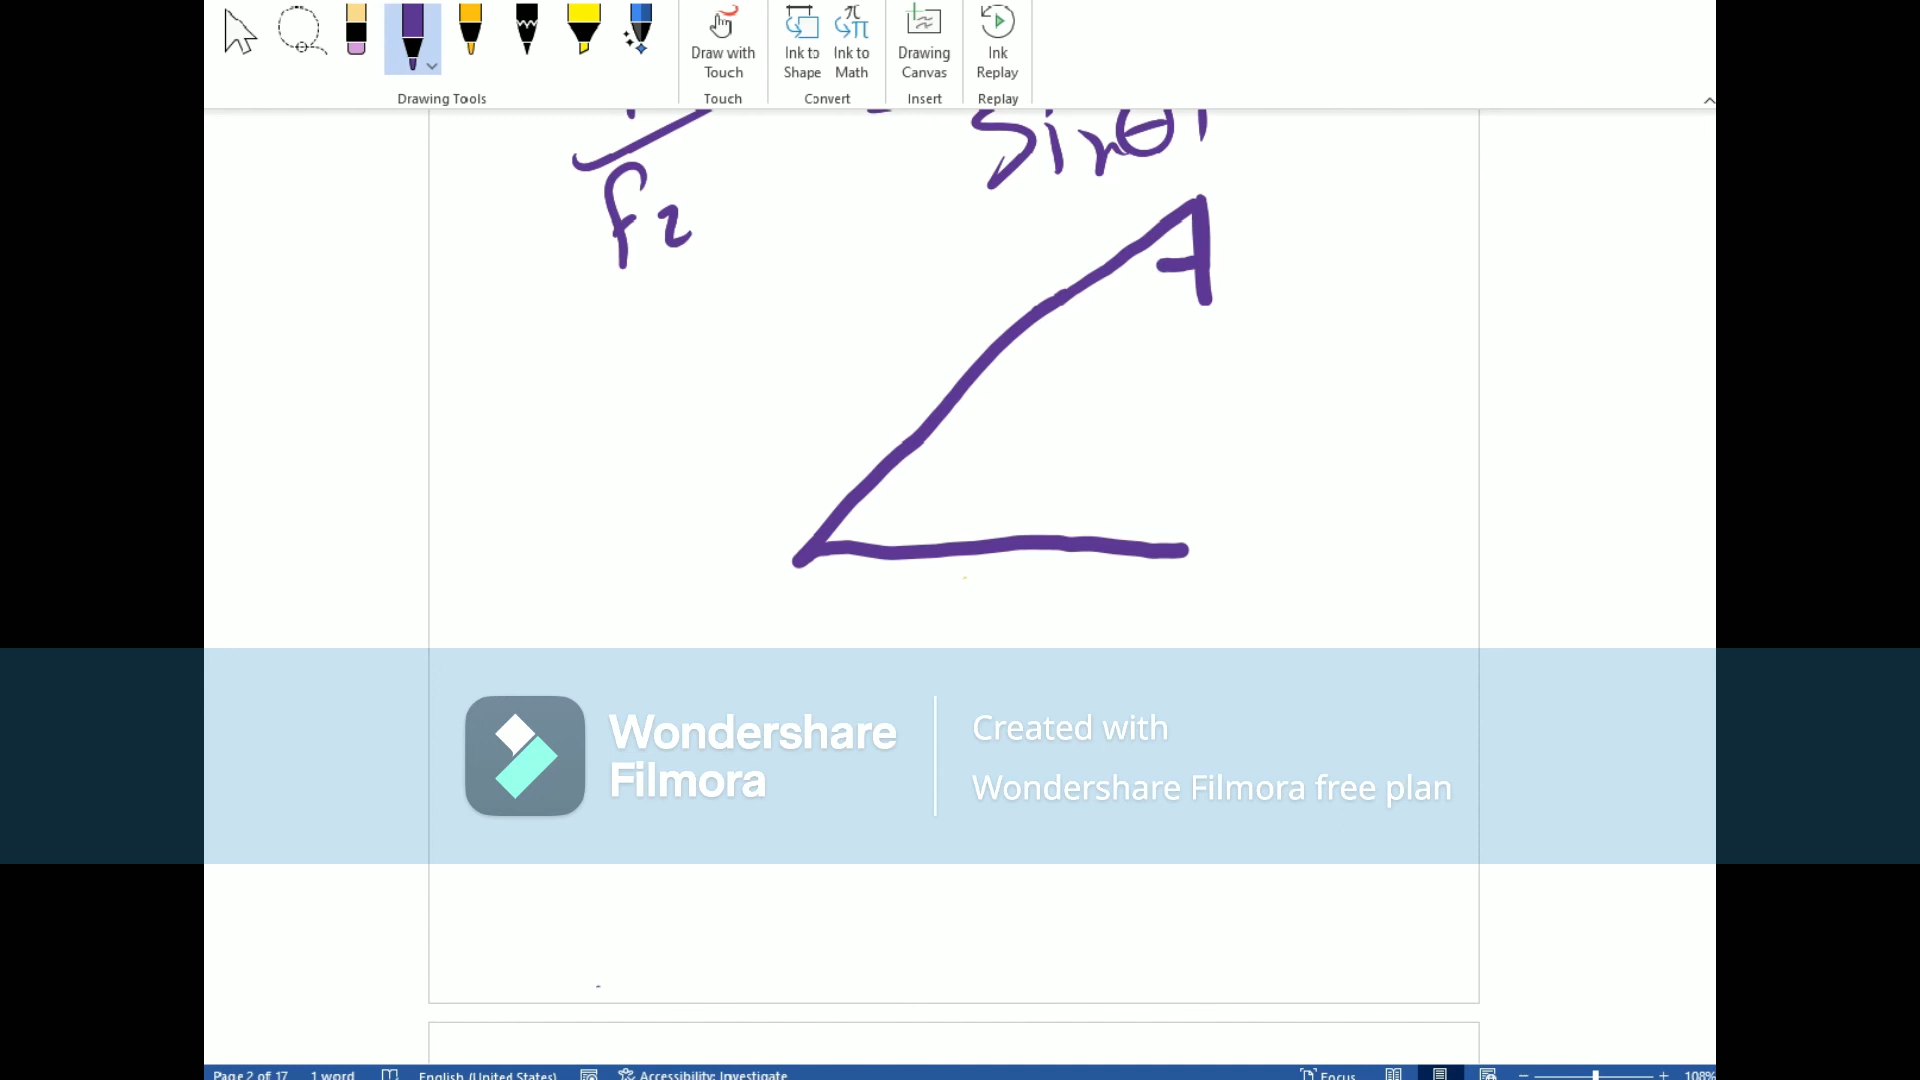 Draw with Touch
Ink to Shape
Ink to Math
Drawing Canvas
Ink Replay
Drawing Tools
Touch
Convert
Insert
Replay
sinθ1
f2
A
Wondershare Filmora
Created with
Wondershare Filmora free plan
Page 2 of 17
1 word
English (United States)
Accessibility: Investigate
Focus
108%